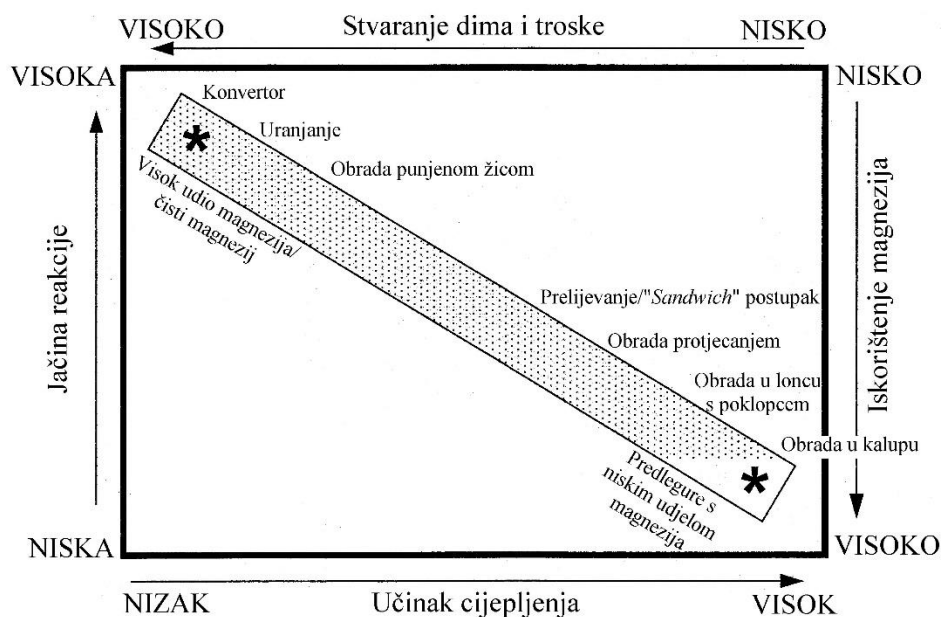 Stvaranje dima i troske
VISOKO
NISKO
VISOKA
NISKO
Konvertor
Uranjanje
Obrada punjenom žicom
Visok udio magnezija/
čisti magnezij
Jačina reakcije
Iskorištenje magnezija
Prelijevanje/"Sandwich" postupak
Obrada protjecanjem
Obrada u loncu
s poklopcem
Obrada u kalupu
Predlegure s
niskim udjelom
magnezija
NISKA
VISOKO
NIZAK
Učinak cijepljenja
VISOK